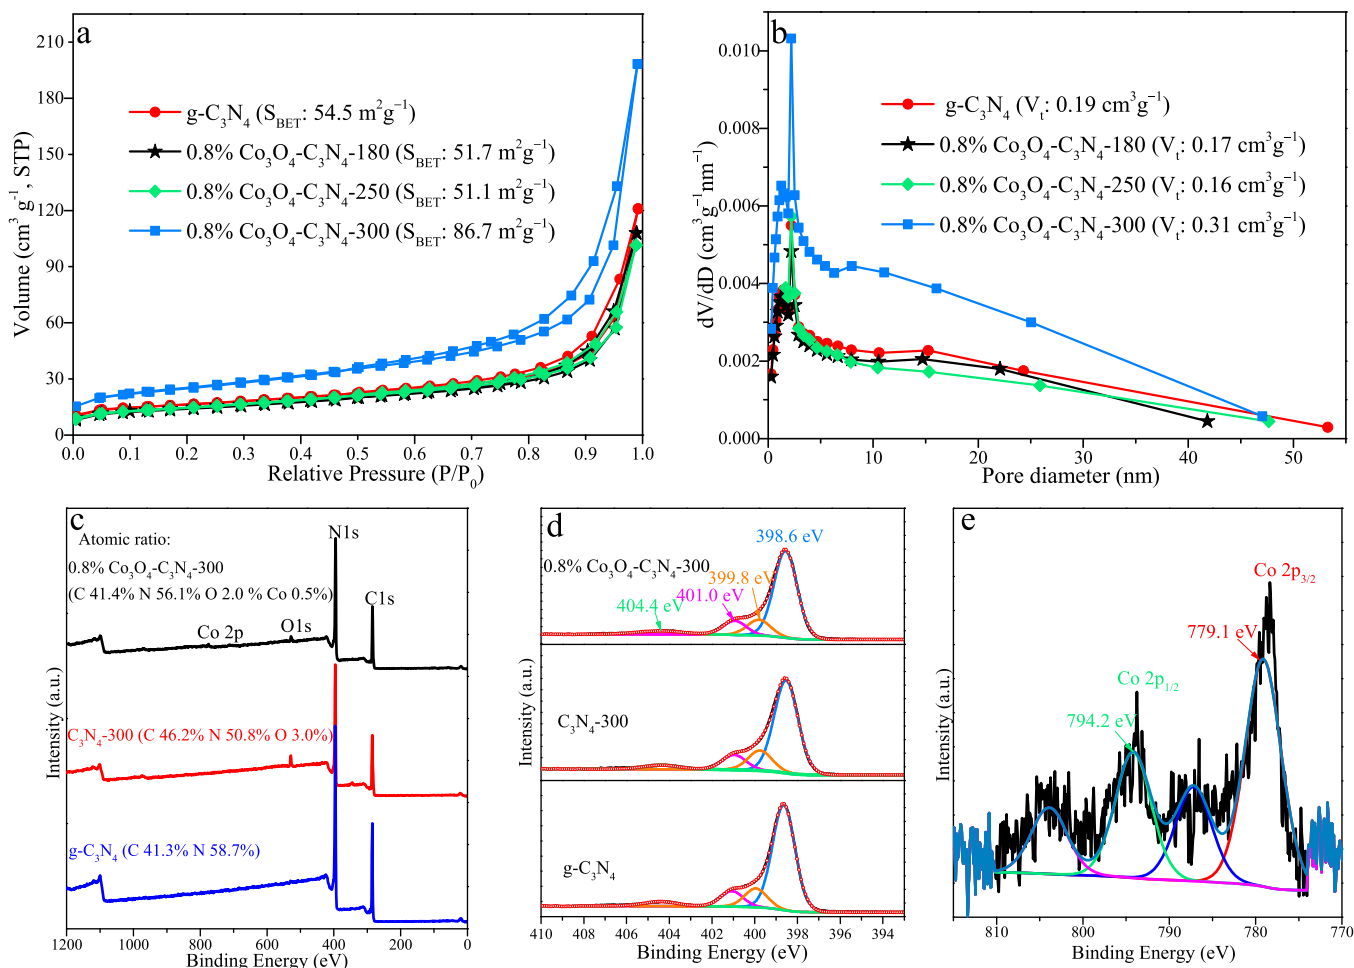 a
210
180
150
120
90
60
30
0
Volume (cm³ g⁻¹, STP)
g-C₃N₄ (S_BET: 54.5 m²g⁻¹)
0.8% Co₃O₄-C₃N₄-180 (S_BET: 51.7 m²g⁻¹)
0.8% Co₃O₄-C₃N₄-250 (S_BET: 51.1 m²g⁻¹)
0.8% Co₃O₄-C₃N₄-300 (S_BET: 86.7 m²g⁻¹)
0.0 0.1 0.2 0.3 0.4 0.5 0.6 0.7 0.8 0.9 1.0
Relative Pressure (P/P₀)
b
0.010
0.008
0.006
0.004
0.002
0.000
dV/dD (cm³g⁻¹nm⁻¹)
g-C₃N₄ (Vₜ: 0.19 cm³g⁻¹)
0.8% Co₃O₄-C₃N₄-180 (Vₜ: 0.17 cm³g⁻¹)
0.8% Co₃O₄-C₃N₄-250 (Vₜ: 0.16 cm³g⁻¹)
0.8% Co₃O₄-C₃N₄-300 (Vₜ: 0.31 cm³g⁻¹)
0 10 20 30 40 50
Pore diameter (nm)
c
Atomic ratio:
0.8% Co₃O₄-C₃N₄-300
(C 41.4% N 56.1% O 2.0 % Co 0.5%)
N1s
C1s
Co 2p
O1s
C₃N₄-300 (C 46.2% N 50.8% O 3.0%)
g-C₃N₄ (C 41.3% N 58.7%)
Intensity (a.u.)
1200 1000 800 600 400 200 0
Binding Energy (eV)
d
398.6 eV
0.8% Co₃O₄-C₃N₄-300
399.8 eV
401.0 eV
404.4 eV
C₃N₄-300
g-C₃N₄
Intensity (a.u.)
410 408 406 404 402 400 398 396 394
Binding Energy (eV)
e
Co 2p₃/₂
779.1 eV
Co 2p₁/₂
794.2 eV
Intensity (a.u.)
810 800 790 780 770
Binding Energy (eV)